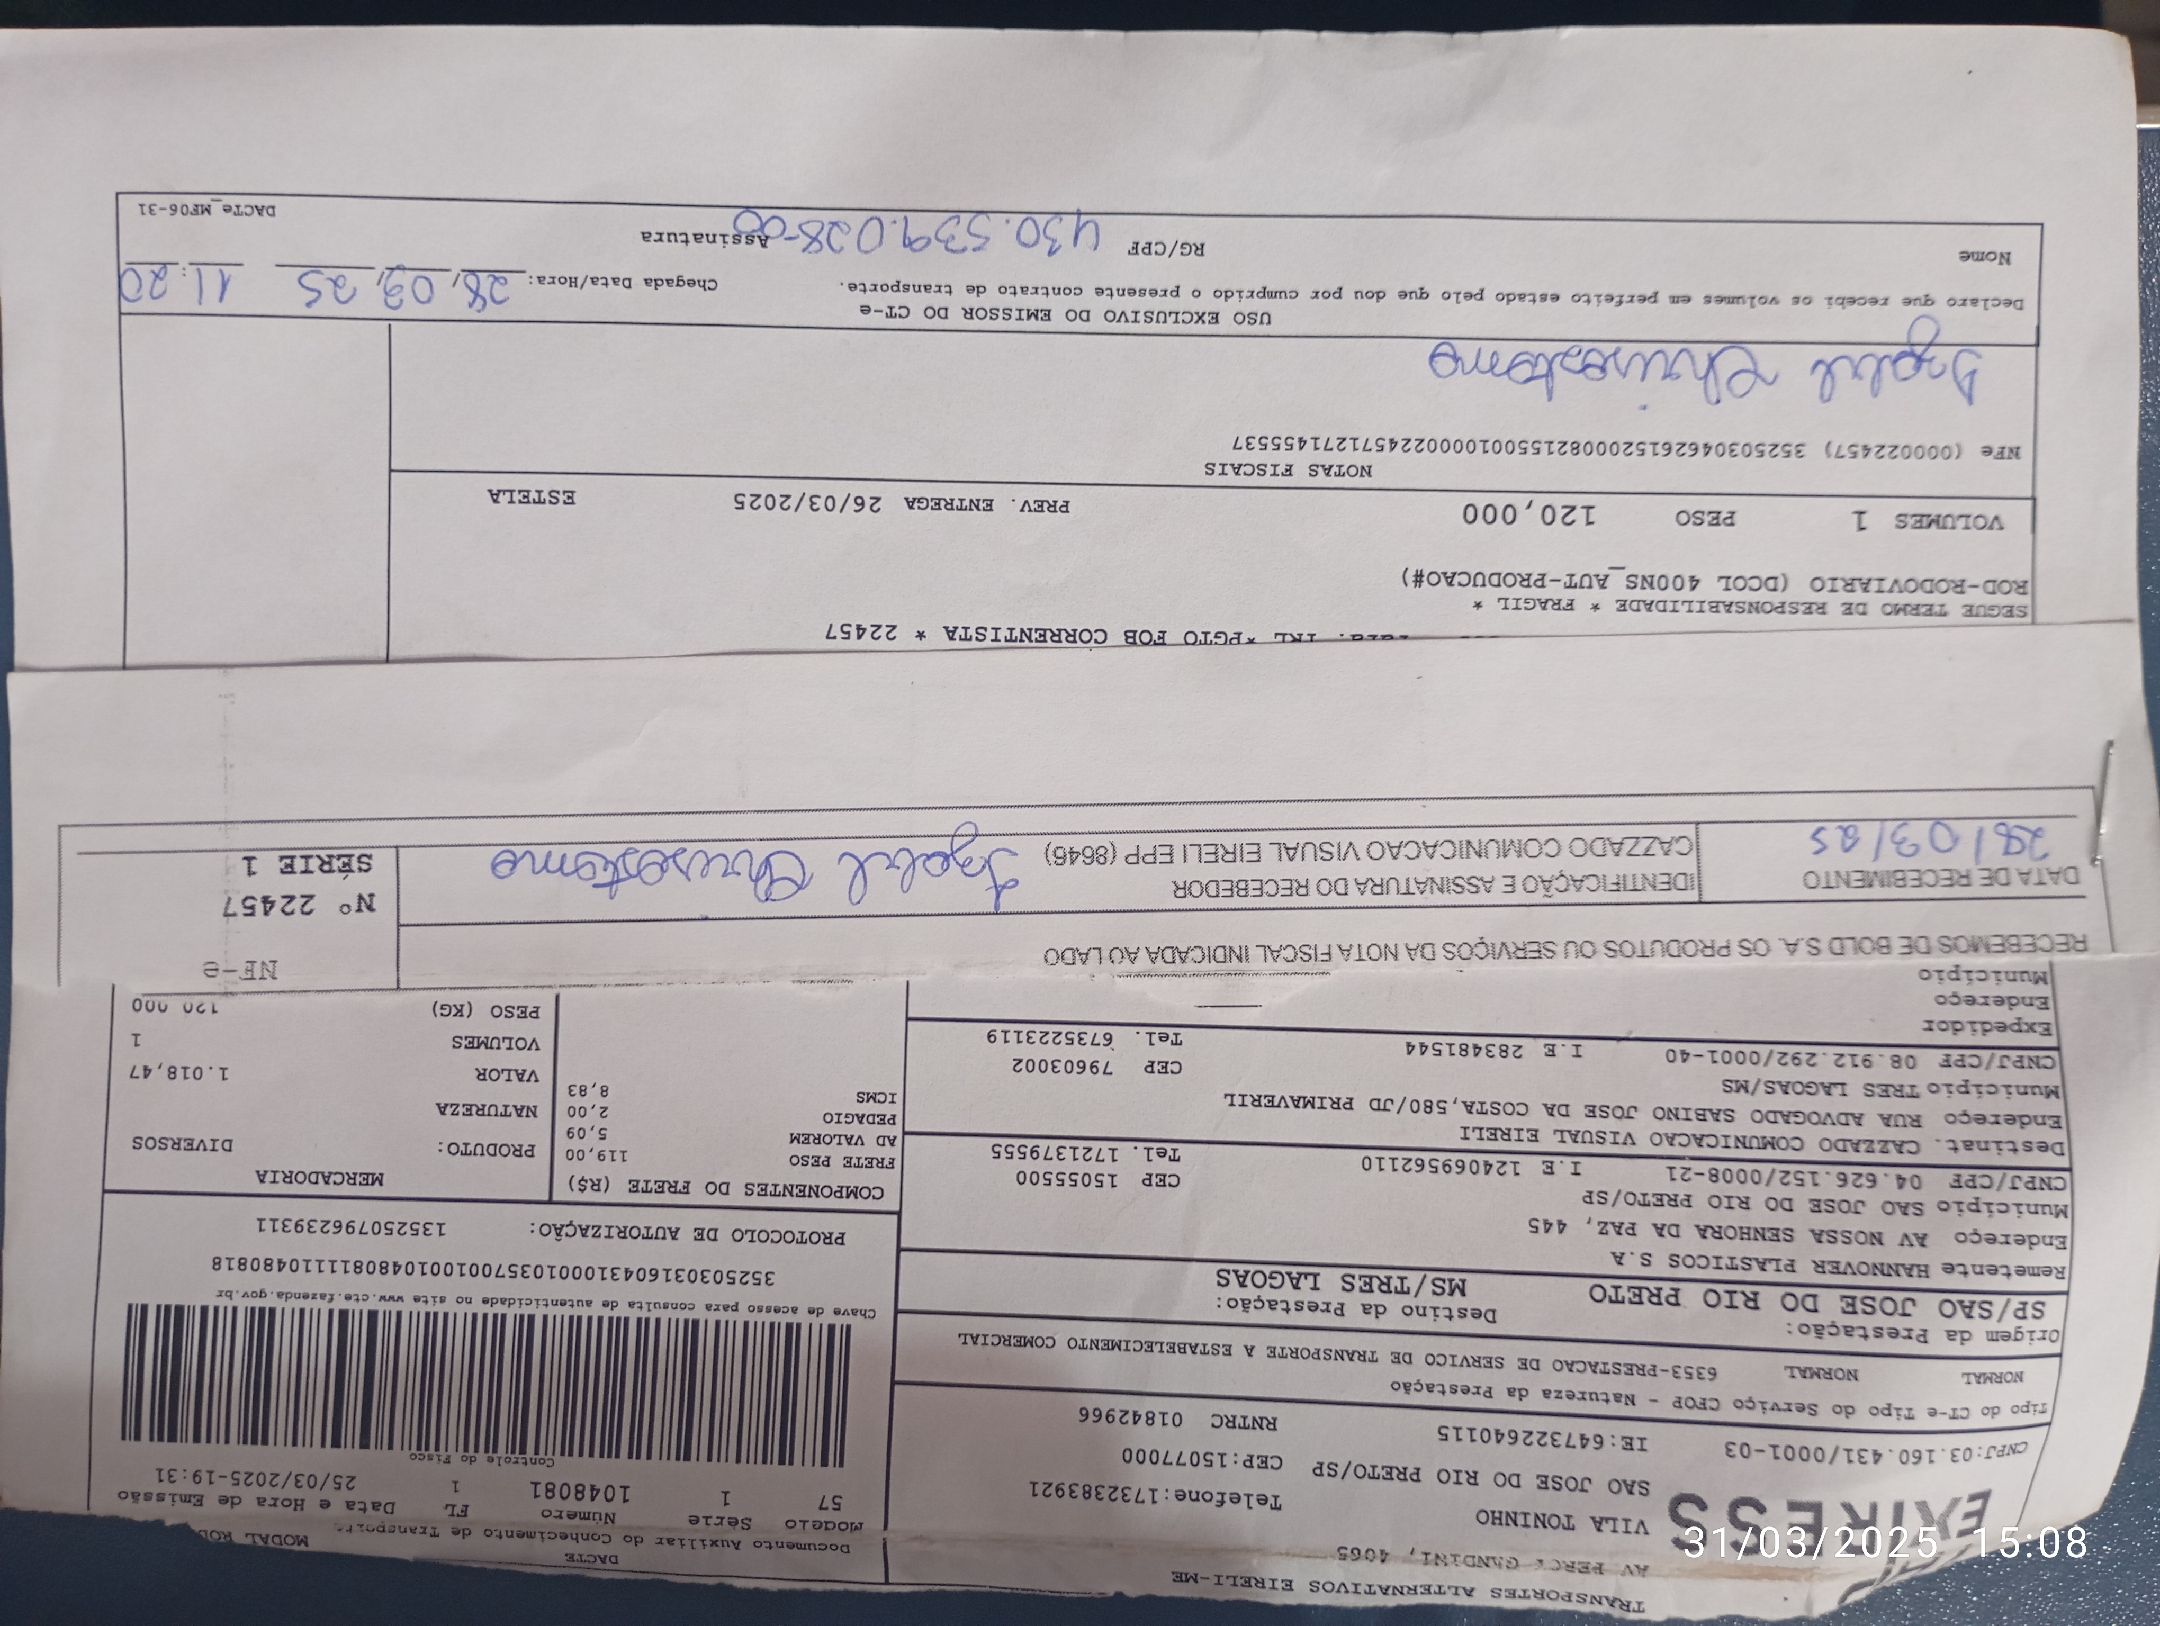 TRANSPORTES ALTERNATIVOS EIRELI-ME
GANDINI, 4065
VILA TONINHO Telefone:1732383921
SAO JOSE DO RIO PRETO/SP CEP:15077000
CNPJ:03.160.431/0001-03 IE:647322640115 RNTRC 01842966
DACTE
Documento Auxiliar do Conhecimento de Transporte
MODAL
Modelo Série Número FL Data e Hora de Emissão
57 1 1048081 1 25/03/2025-19:31
Controle do Fisco
Tipo do CT-e Tipo do Serviço CFOP - Natureza da Prestação
NORMAL NORMAL 6353-PRESTACAO DE SERVICO DE TRANSPORTE A ESTABELECIMENTO COMERCIAL
Chave de acesso para consulta de autenticidade no site www.cte.fazenda.gov.br
35250303160431000103570010010480811110480818
PROTOCOLO DE AUTORIZAÇÃO: 135250796239311
Origem da Prestação: Destino da Prestação:
SP/SAO JOSE DO RIO PRETO MS/TRES LAGOAS
Remetente HANNOVER PLASTICOS S.A
Endereço AV NOSSA SENHORA DA PAZ, 445
Município SAO JOSE DO RIO PRETO/SP CEP 15055500
CNPJ/CPF 04.626.152/0008-21 I.E 124069562110 Tel. 1721379555
Destinat. CAZZADO COMUNICACAO VISUAL EIRELI
Endereço RUA ADVOGADO SABINO JOSE DA COSTA,580/JD PRIMAVERIL
Município TRES LAGOAS/MS CEP 79603002
CNPJ/CPF 08.912.292/0001-40 I.E 283481544 Tel. 6735223119
Expedidor
Endereço
Município
COMPONENTES DO FRETE (R$)
FRETE PESO 119,00
AD VALOREM 5,09
PEDAGIO 2,00
ICMS 8,83
MERCADORIA
PRODUTO: DIVERSOS
NATUREZA
VALOR 1.018,47
VOLUMES 1
PESO (KG) 120,000
RECEBEMOS DE BOLD S.A. OS PRODUTOS OU SERVIÇOS DA NOTA FISCAL INDICADA AO LADO
NF-e
Nº 22457
SÉRIE 1
DATA DE RECEBIMENTO
28/03/25
IDENTIFICAÇÃO E ASSINATURA DO RECEBEDOR
CAZZADO COMUNICACAO VISUAL EIRELI EPP (8646)
Izabel Chrisostomo
*PGTO FOB CORRENTISTA * 22457
SEGUE TERMO DE RESPONSABILIDADE * FRAGIL *
ROD-RODOVIARIO (DCOL 400NS_AUT-PRODUCAO#)
VOLUMES 1 PESO 120,000 PREV. ENTREGA 26/03/2025 ESTELA
NOTAS FISCAIS
NFe (000022457) 35250304626152000821550010000224571271455537
Izabel Chrisostomo
USO EXCLUSIVO DO EMISSOR DO CT-e
Declaro que recebi os volumes em perfeito estado pelo que dou por cumprido o presente contrato de transporte.
Chegada Data/Hora: 28/03/25 11:20
Nome RG/CPF 430.539.028-00 Assinatura
DACTe_MF06-31
31/03/2025 15:08